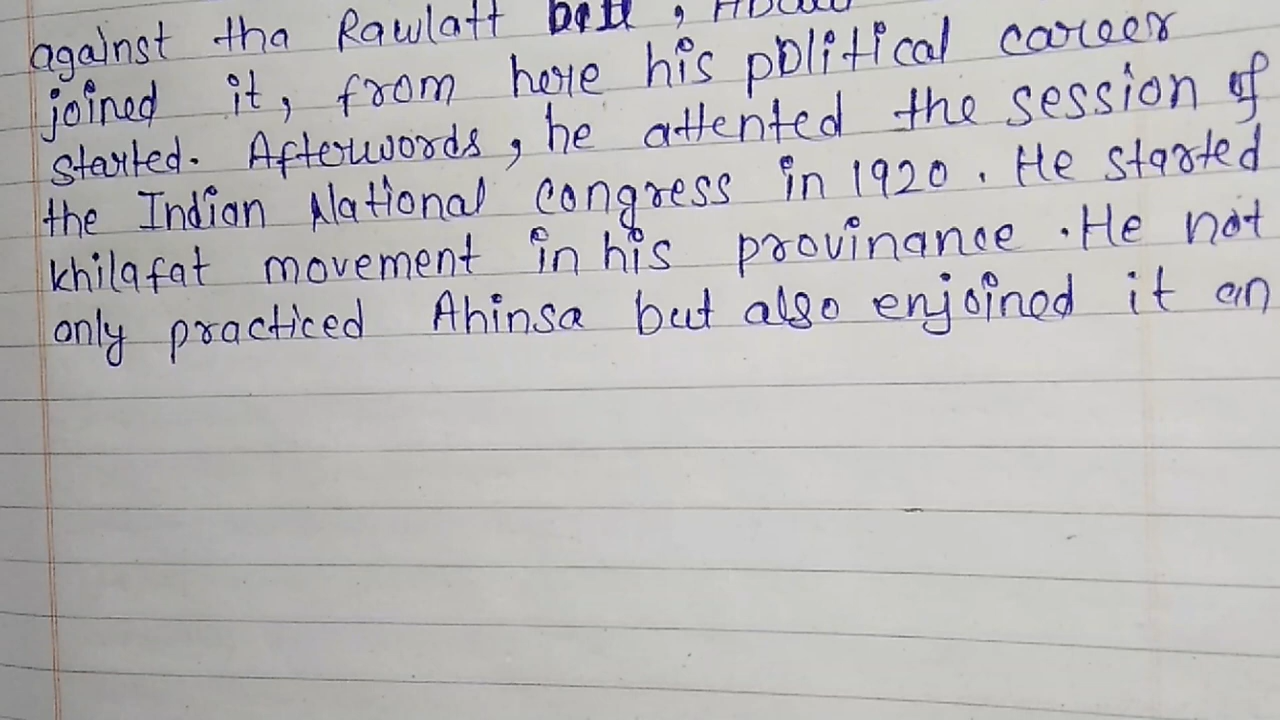 against tha Rawlatt bill,
joined it, from here his political career
started. Afterwords, he attented the session of
the Indian National congress in 1920. He started
khilafat movement in his provinance. He not
only practiced Ahinsa but also enjoined it an